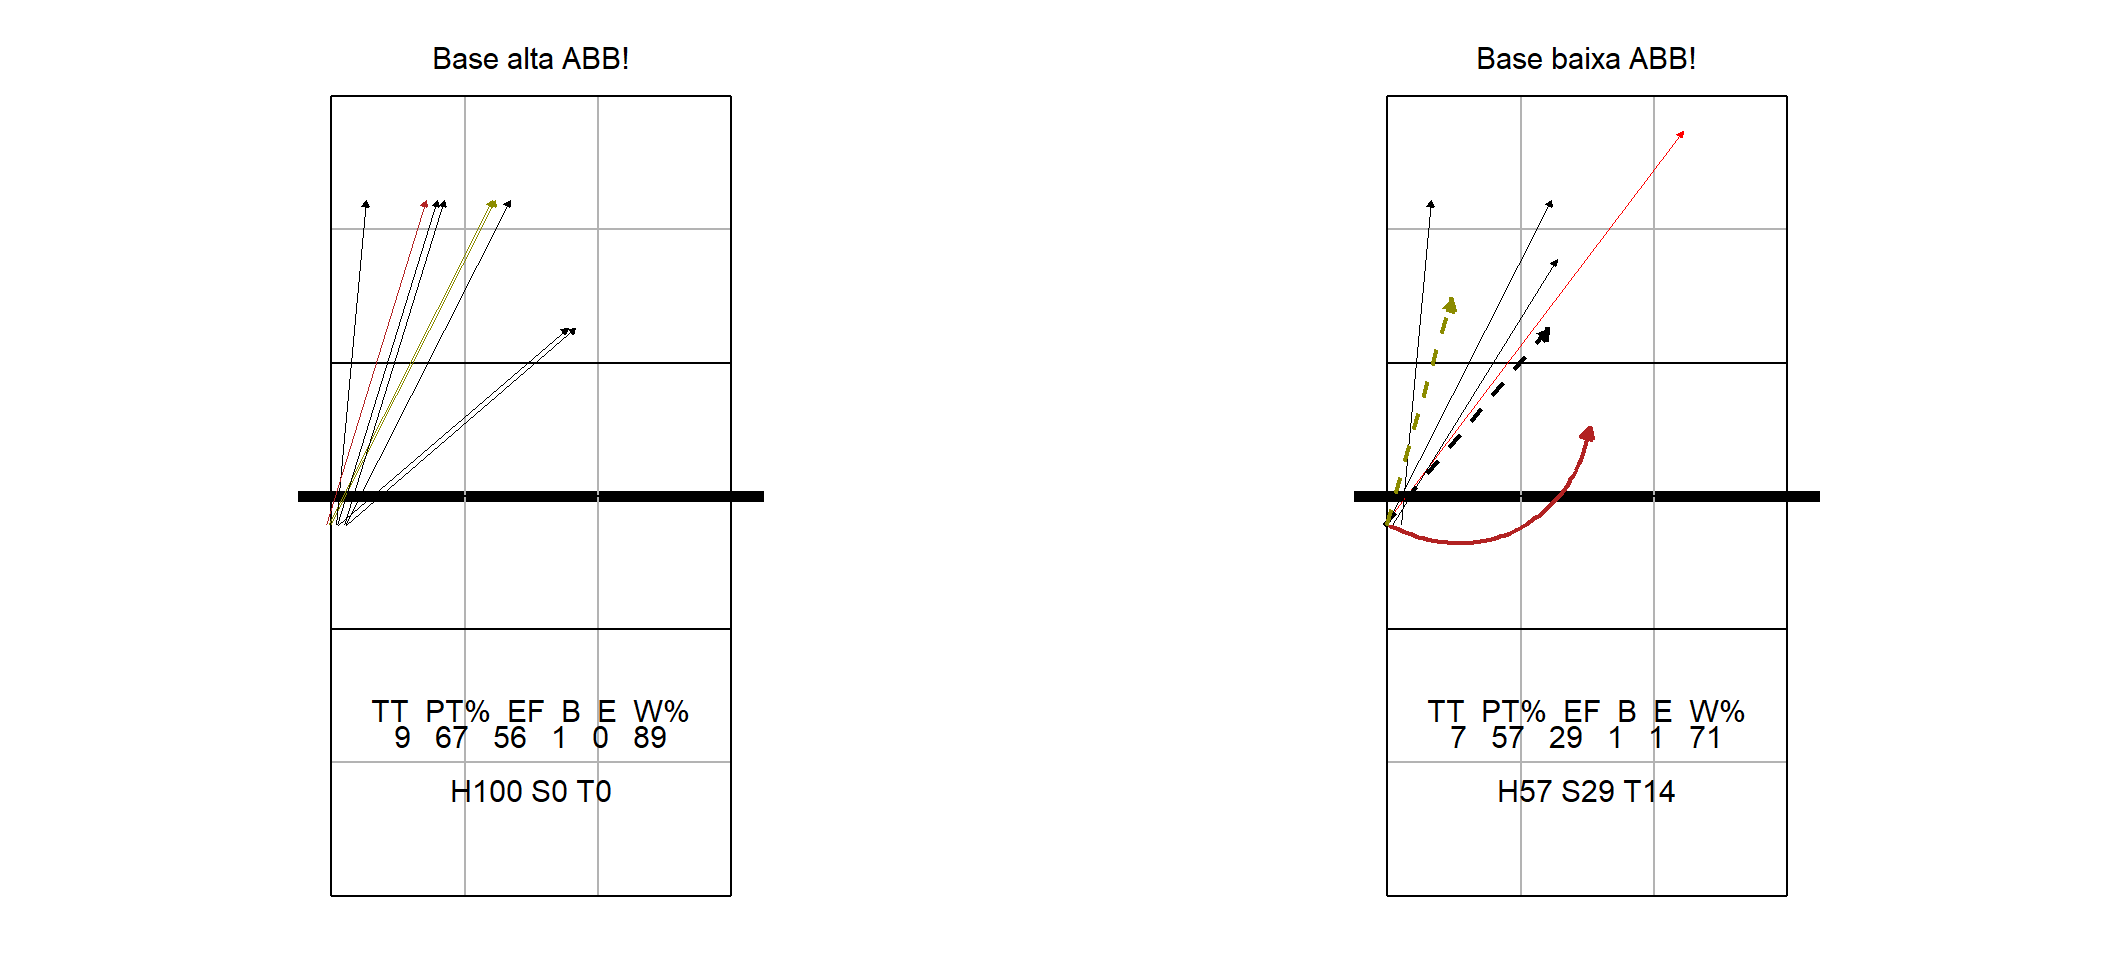 Base alta ABB!
TT PT% EF B E W%
9 67 56 1 0 89
H100 S0 T0
Base baixa ABB!
TT PT% EF B E W%
7 57 29 1 1 71
H57 S29 T14